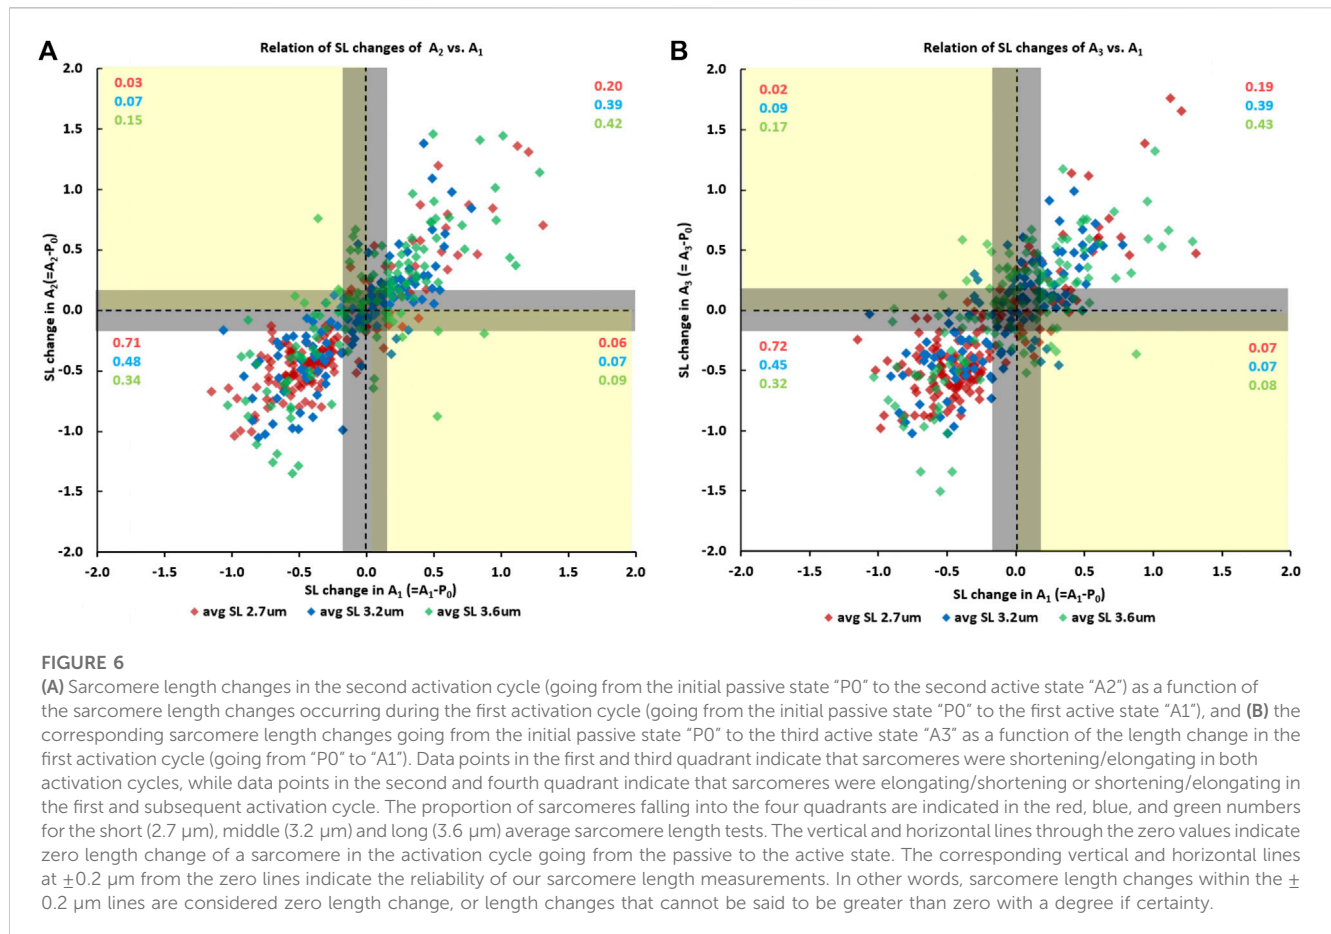 A
Relation of SL changes of A₂ vs. A₁
SL change in A₂(=A₂-P₀)
2.0
1.5
1.0
0.5
0.0
-0.5
-1.0
-1.5
-2.0
0.03
0.07
0.15
0.20
0.39
0.42
0.71
0.48
0.34
0.06
0.07
0.09
-2.0 -1.5 -1.0 -0.5 0.0 0.5 1.0 1.5 2.0
SL change in A₁ (=A₁-P₀)
avg SL 2.7um avg SL 3.2um avg SL 3.6um
B
Relation of SL changes of A₃ vs. A₁
SL change in A₃ (= A₃-P₀)
2.0
1.5
1.0
0.5
0.0
-0.5
-1.0
-1.5
-2.0
0.02
0.09
0.17
0.19
0.39
0.43
0.72
0.45
0.32
0.07
0.07
0.08
-2.0 -1.5 -1.0 -0.5 0.0 0.5 1.0 1.5 2.0
SL change in A₁ (=A₁-P₀)
avg SL 2.7um avg SL 3.2um avg SL 3.6um
FIGURE 6
(A) Sarcomere length changes in the second activation cycle (going from the initial passive state “P0” to the second active state “A2”) as a function of
the sarcomere length changes occurring during the first activation cycle (going from the initial passive state “P0” to the first active state “A1”), and (B) the
corresponding sarcomere length changes going from the initial passive state “P0” to the third active state “A3” as a function of the length change in the
first activation cycle (going from “P0” to “A1”). Data points in the first and third quadrant indicate that sarcomeres were shortening/elongating in both
activation cycles, while data points in the second and fourth quadrant indicate that sarcomeres were elongating/shortening or shortening/elongating in
the first and subsequent activation cycle. The proportion of sarcomeres falling into the four quadrants are indicated in the red, blue, and green numbers
for the short (2.7 μm), middle (3.2 μm) and long (3.6 μm) average sarcomere length tests. The vertical and horizontal lines through the zero values indicate
zero length change of a sarcomere in the activation cycle going from the passive to the active state. The corresponding vertical and horizontal lines
at ±0.2 μm from the zero lines indicate the reliability of our sarcomere length measurements. In other words, sarcomere length changes within the ±
0.2 μm lines are considered zero length change, or length changes that cannot be said to be greater than zero with a degree if certainty.